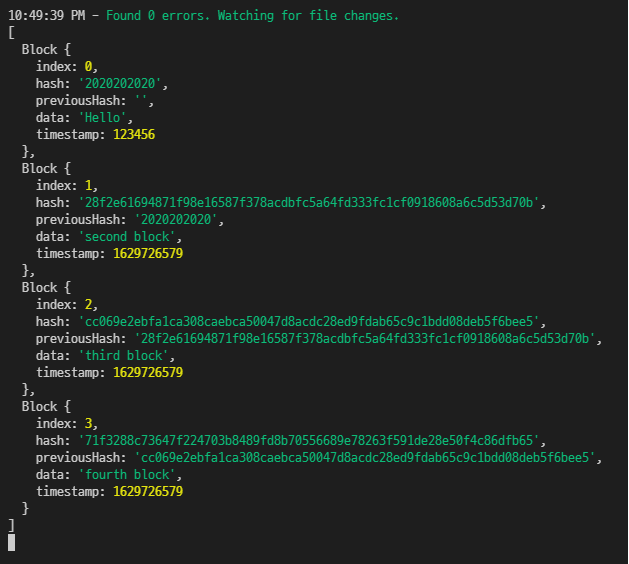 10:49:39 PM - Found 0 errors. Watching for file changes.
[
  Block {
    index: 0,
    hash: '2020202020',
    previousHash: '',
    data: 'Hello',
    timestamp: 123456
  },
  Block {
    index: 1,
    hash: '28f2e61694871f98e16587f378acdbfc5a64fd333fc1cf0918608a6c5d53d70b',
    previousHash: '2020202020',
    data: 'second block',
    timestamp: 1629726579
  },
  Block {
    index: 2,
    hash: 'cc069e2ebfa1ca308caebca50047d8acdc28ed9fdab65c9c1bdd08deb5f6bee5',
    previousHash: '28f2e61694871f98e16587f378acdbfc5a64fd333fc1cf0918608a6c5d53d70b',
    data: 'third block',
    timestamp: 1629726579
  },
  Block {
    index: 3,
    hash: '71f3288c73647f224703b8489fd8b70556689e78263f591de28e50f4c86dfb65',
    previousHash: 'cc069e2ebfa1ca308caebca50047d8acdc28ed9fdab65c9c1bdd08deb5f6bee5',
    data: 'fourth block',
    timestamp: 1629726579
  }
]